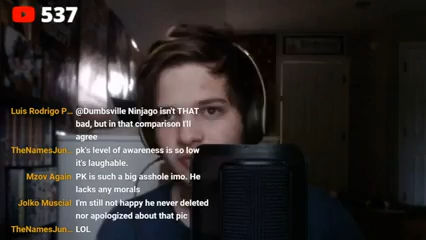 537
Luis Rodrigo P... @Dumbsville Ninjago isn't THAT
bad, but in that comparison I'll
agree
TheNamesJun... pk's level of awareness is so low
it's laughable.
Mzov Again PK is such a big asshole imo. He
lacks any morals
Jolko Muscial I'm still not happy he never deleted
nor apologized about that pic
TheNamesJun... LOL